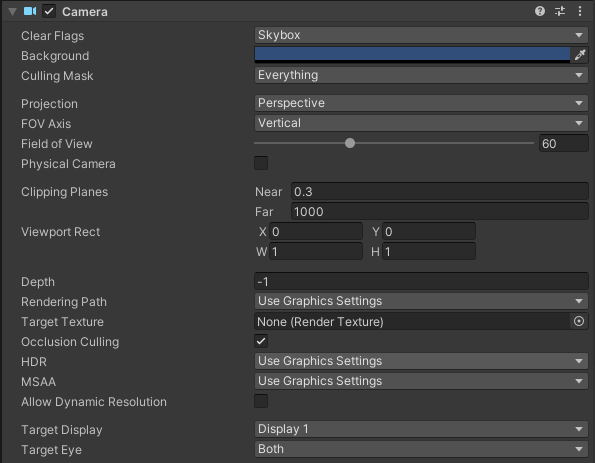 Camera
Clear Flags Skybox
Background
Culling Mask Everything
Projection Perspective
FOV Axis Vertical
Field of View 60
Physical Camera
Clipping Planes Near 0.3
Far 1000
Viewport Rect X 0 Y 0
W 1 H 1
Depth -1
Rendering Path Use Graphics Settings
Target Texture None (Render Texture)
Occlusion Culling
HDR Use Graphics Settings
MSAA Use Graphics Settings
Allow Dynamic Resolution
Target Display Display 1
Target Eye Both